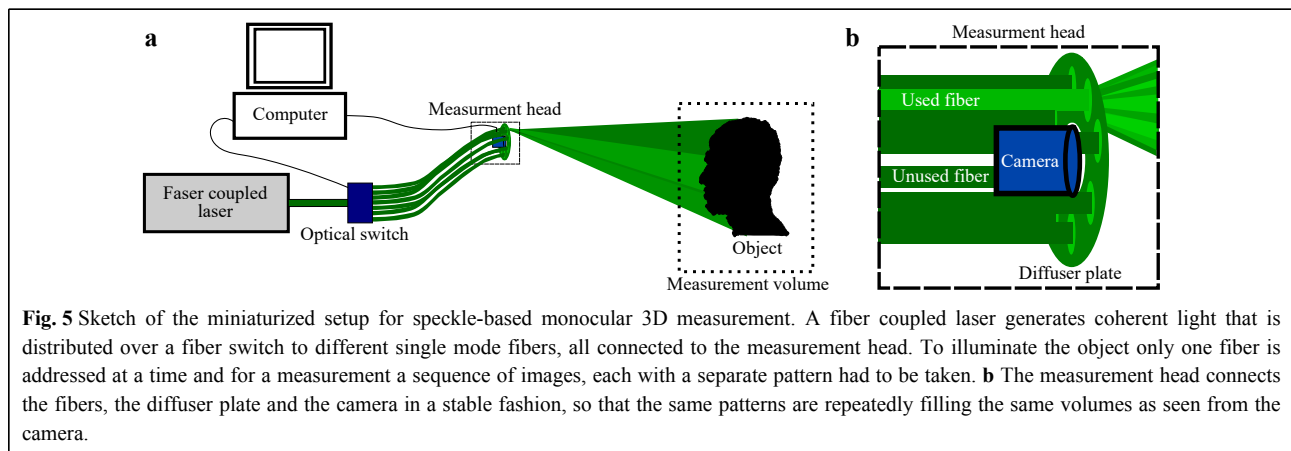 a
Computer
Measurment head
Faser coupled
laser
Optical switch
Object
Measurement volume
b
Measurment head
Used fiber
Camera
Unused fiber
Diffuser plate
Fig. 5 Sketch of the miniaturized setup for speckle-based monocular 3D measurement. A fiber coupled laser generates coherent light that is
distributed over a fiber switch to different single mode fibers, all connected to the measurement head. To illuminate the object only one fiber is
addressed at a time and for a measurement a sequence of images, each with a separate pattern had to be taken. b The measurement head connects
the fibers, the diffuser plate and the camera in a stable fashion, so that the same patterns are repeatedly filling the same volumes as seen from the
camera.